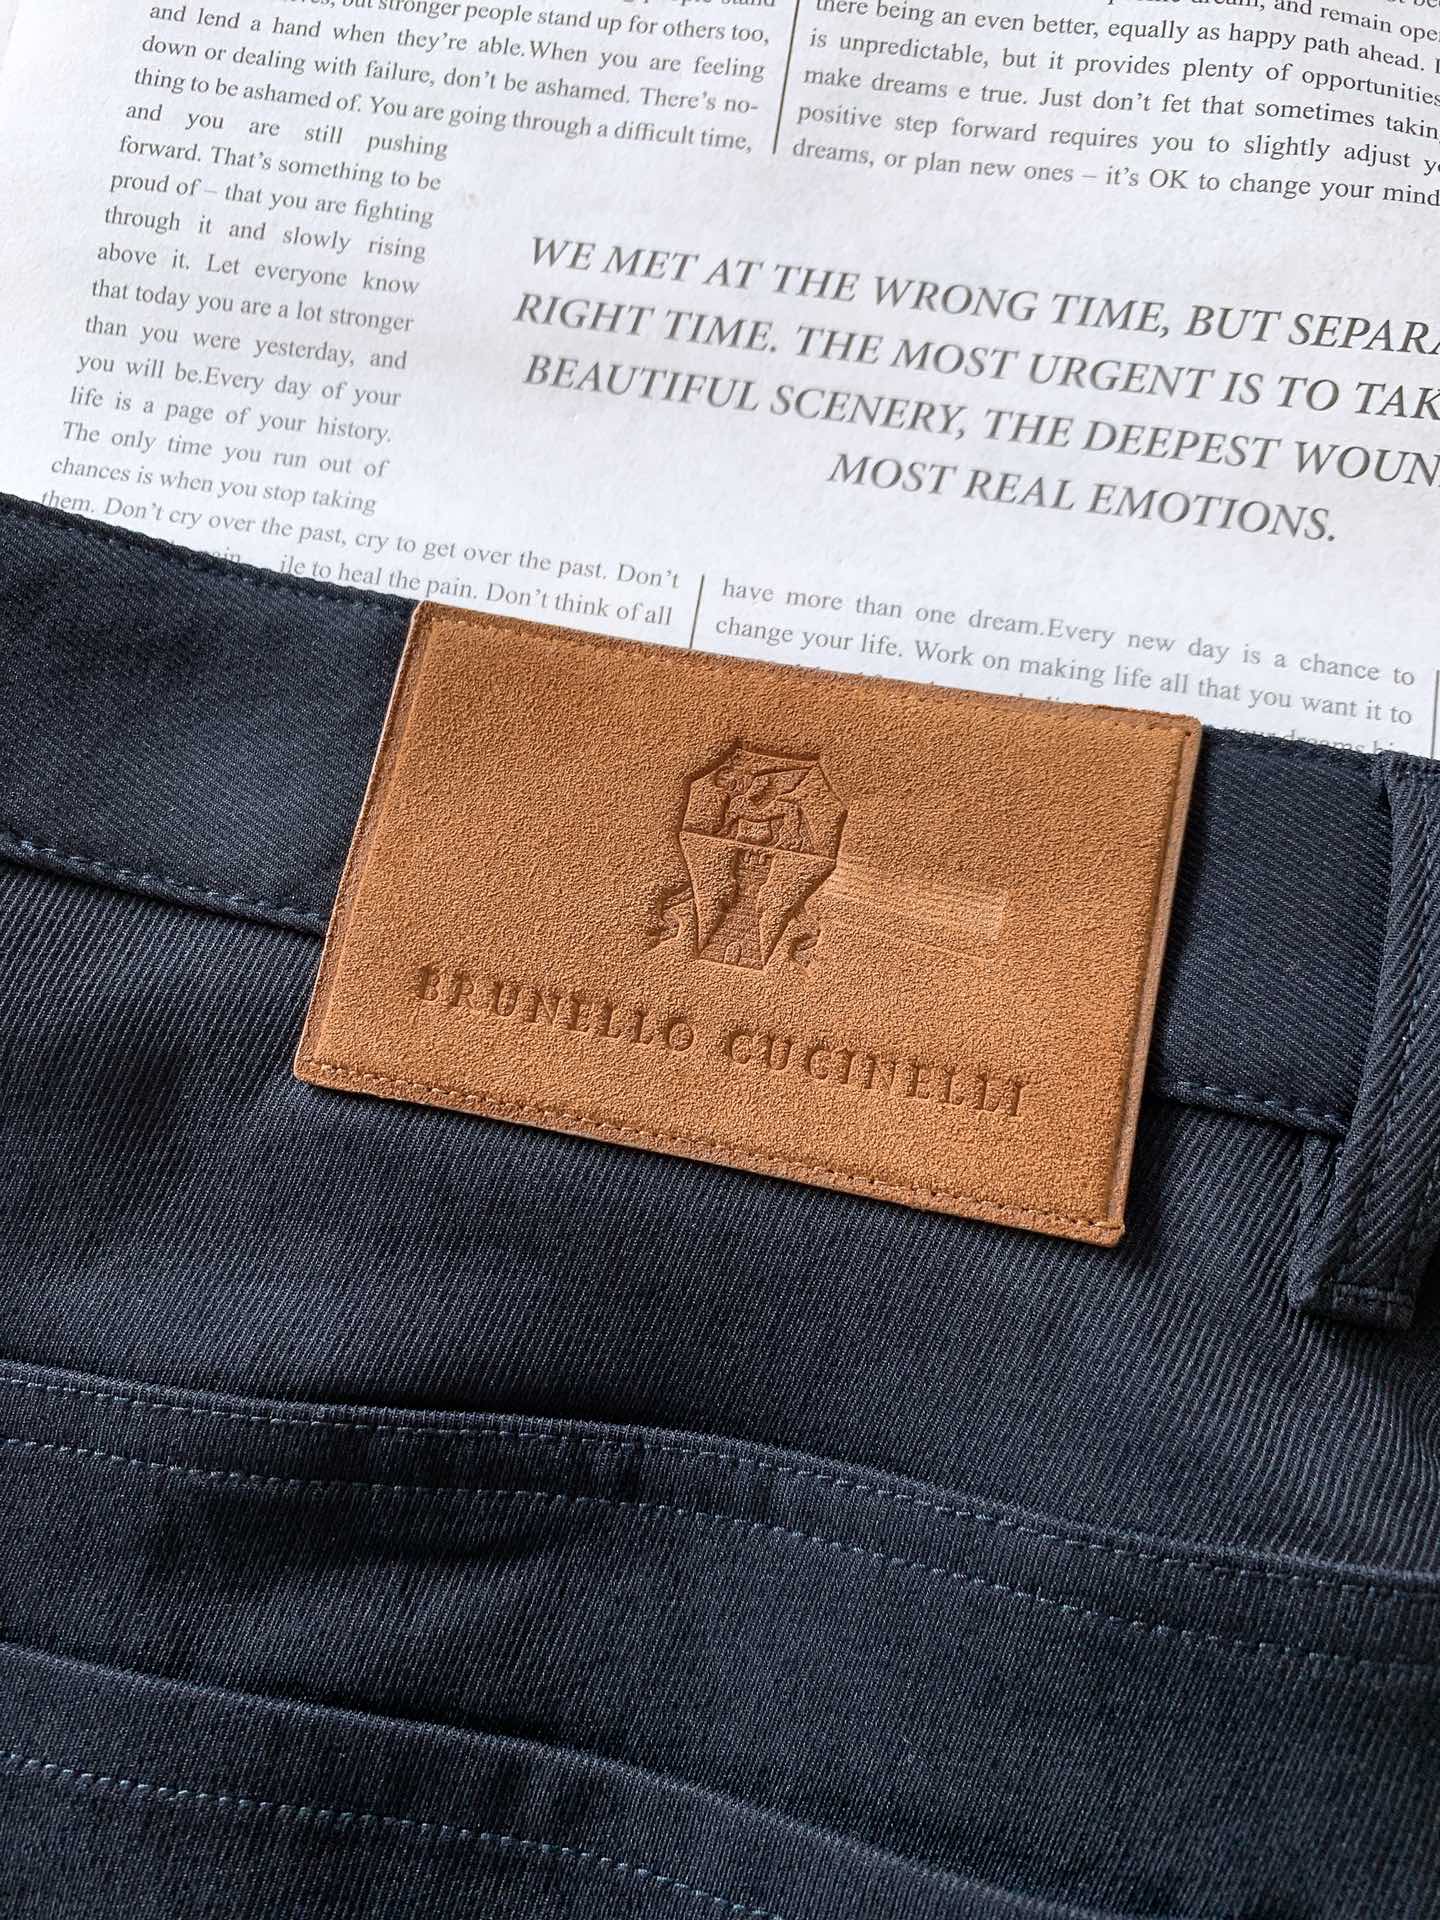 stronger people stand up for others too,
and lend a hand when they're able.When you are feeling
down or dealing with failure, don't be ashamed. There's no-
thing to be ashamed of. You are going through a difficult time,
and you are still pushing
forward. That's something to be
proud of – that you are fighting
through it and slowly rising
above it. Let everyone know
that today you are a lot stronger
than you were yesterday, and
you will be.Every day of your
life is a page of your history.
The only time you run out of
chances is when you stop taking
them. Don't cry over the past, cry to get over the past. Don't
ile to heal the pain. Don't think of all
there being an even better, equally as happy path ahead.
is unpredictable, but it provides plenty of opportunities
make dreams e true. Just don't fet that sometimes takin
positive step forward requires you to slightly adjust y
dreams, or plan new ones – it's OK to change your mind
WE MET AT THE WRONG TIME, BUT SEPARA
RIGHT TIME. THE MOST URGENT IS TO TAK
BEAUTIFUL SCENERY, THE DEEPEST WOUN
MOST REAL EMOTIONS.
have more than one dream.Every new day is a chance to
change your life. Work on making life all that you want it to
BRUNELLO CUCINELLI